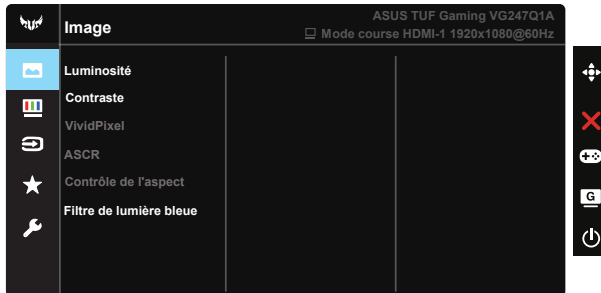 Image
ASUS TUF Gaming VG247Q1A
Mode course HDMI-1 1920x1080@60Hz
Luminosité
Contraste
VividPixel
ASCR
Contrôle de l'aspect
Filtre de lumière bleue
G